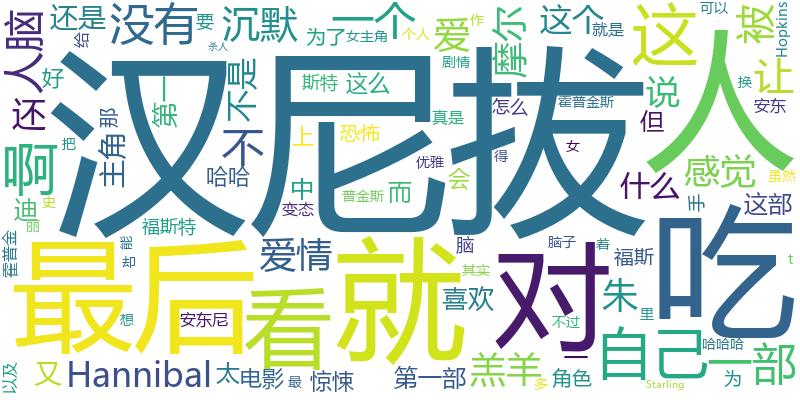 人脑
还是
没有
要
沉默
一个
爱
作
这个
被
可以
Hopkins
给
杀人
为了
女主角
个人
摩尔
就是
这
人
好
不是
剧情
让
还
那
第一
斯特
这么
汉尼拔
真是
怎么
霍普金斯
说
安东
换
主角
不
上
恐怖
但
啊
把
哈哈
中
优雅
得
女
感觉
虽然
变态
普金斯
而
会
什么
手
这部
迪
史
丽
福斯特
霍普金
却
能
爱情
脑
脑子
着
福斯
吃
最后
看
就
其实
对
t
喜欢
朱
里
想
安东尼
不过
自己
哈哈哈
一部
以及
又
Hannibal
太
电影
最
惊悚
第一部
羔羊
多
一
角色
Starling
为